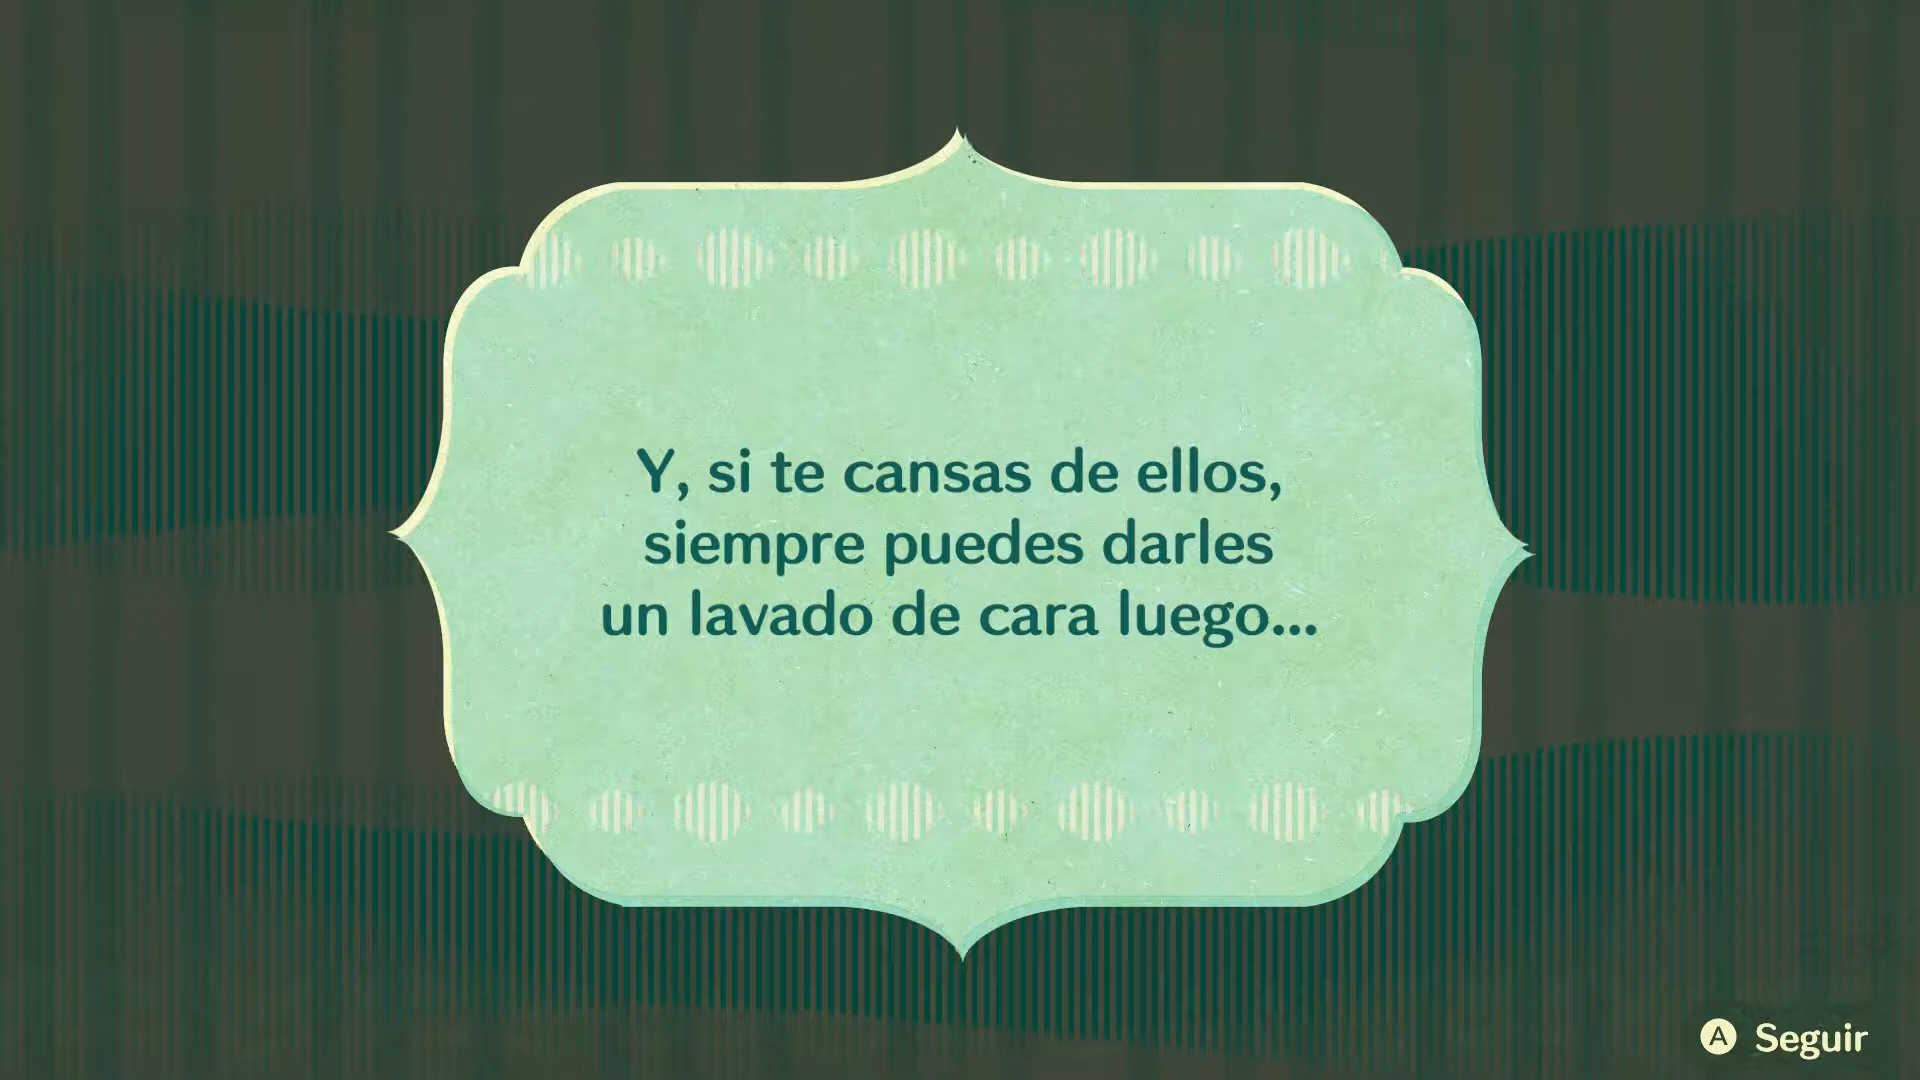 Y, si te cansas de ellos,
siempre puedes darles
un lavado de cara luego...
A Seguir